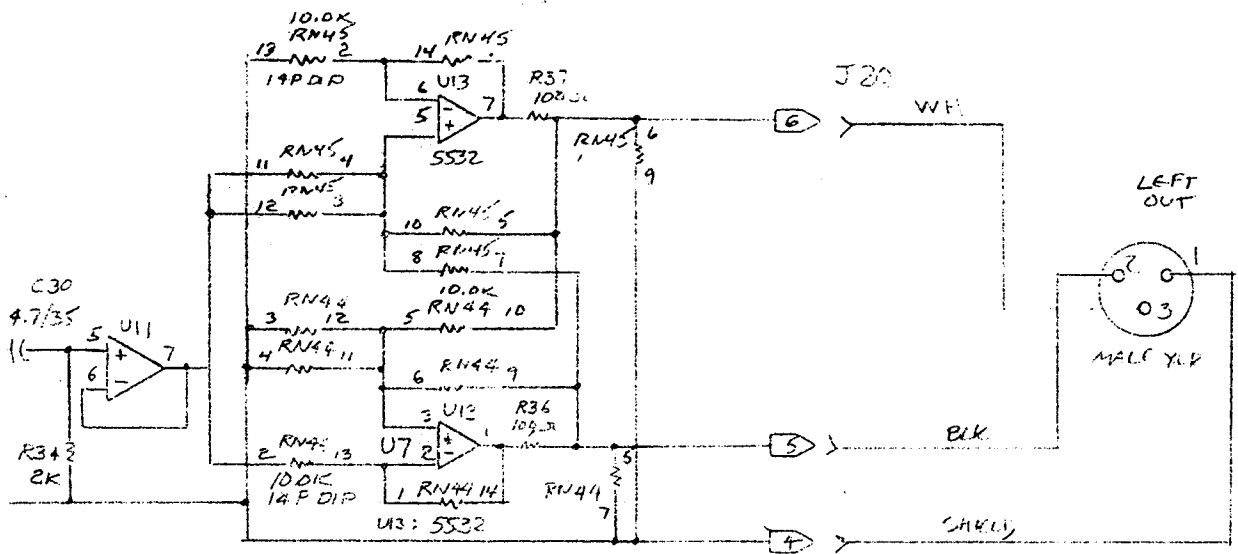 10.0K
RN45
13 2
14P DIP
14 RN45
U13
6
5
7
5532
R37
J20
6
WH
RN45
6
9
11 RN45 4
RN45
12 3
10 RN45 5
8 RN45 7
10.0K
LEFT
OUT
2
1
3
MALE XLR
C30
4.7/35
5
U11
7
6
RN44
3 12
5 RN44 10
4 RN44 11
6 RN44 9
3
1
R36
U7 2
2 13
10.0K
14P DIP
1 RN44 14
U13: 5532
5
RN44
7
5
BLK
R34
2K
4
SHIELD